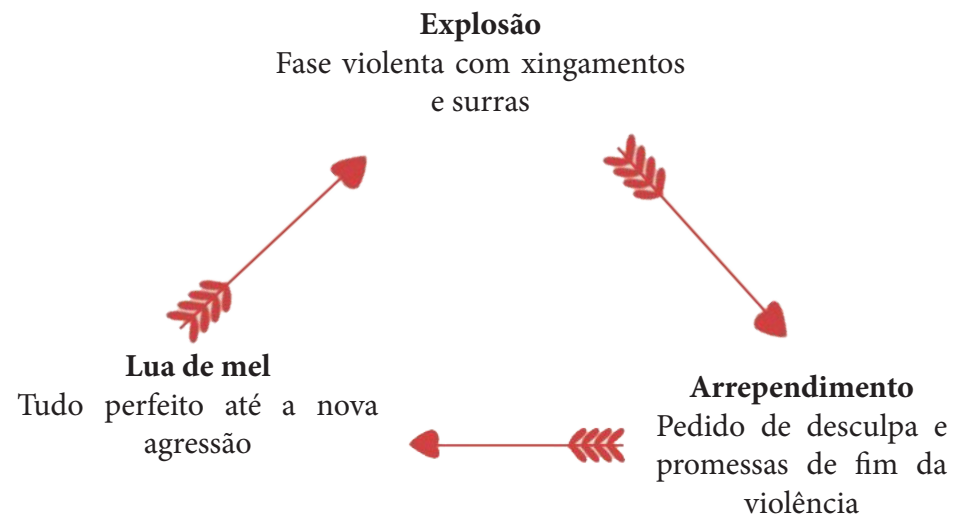 Explosão
Fase violenta com xingamentos
e surras
Lua de mel
Tudo perfeito até a nova
agressão
Arrependimento
Pedido de desculpa e
promessas de fim da
violência